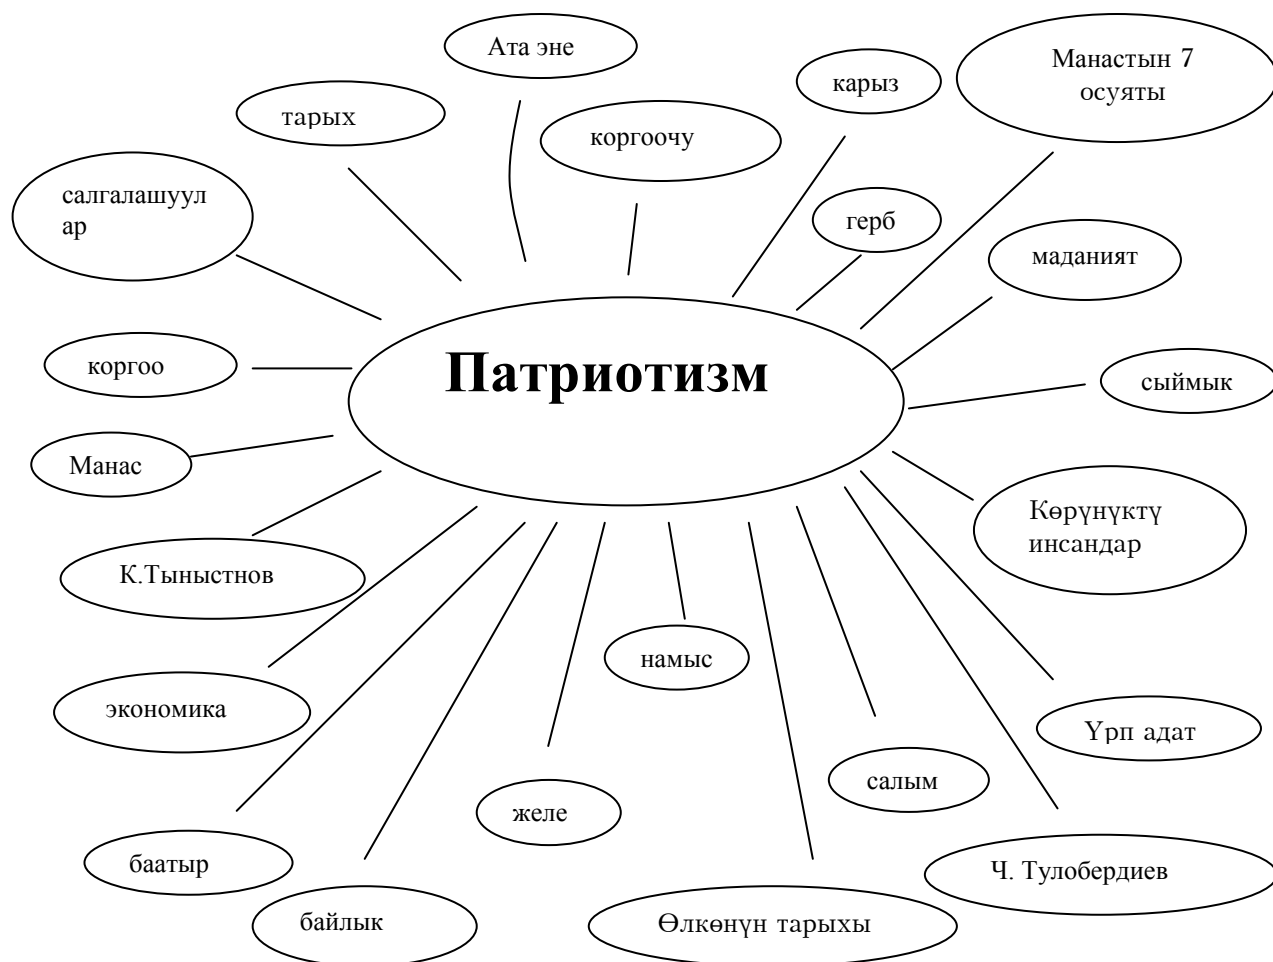 Ата эне
карыз
Манастын 7
осуяты
тарых
коргоочу
салгалашуул
ар
герб
маданият
коргоо
Патриотизм
сыймык
Манас
Көрүнүктү
инсандар
К.Тыныстнов
намыс
экономика
Үрп адат
салым
желе
баатыр
Ч. Тулобердиев
байлык
Өлкөнүн тарыхы